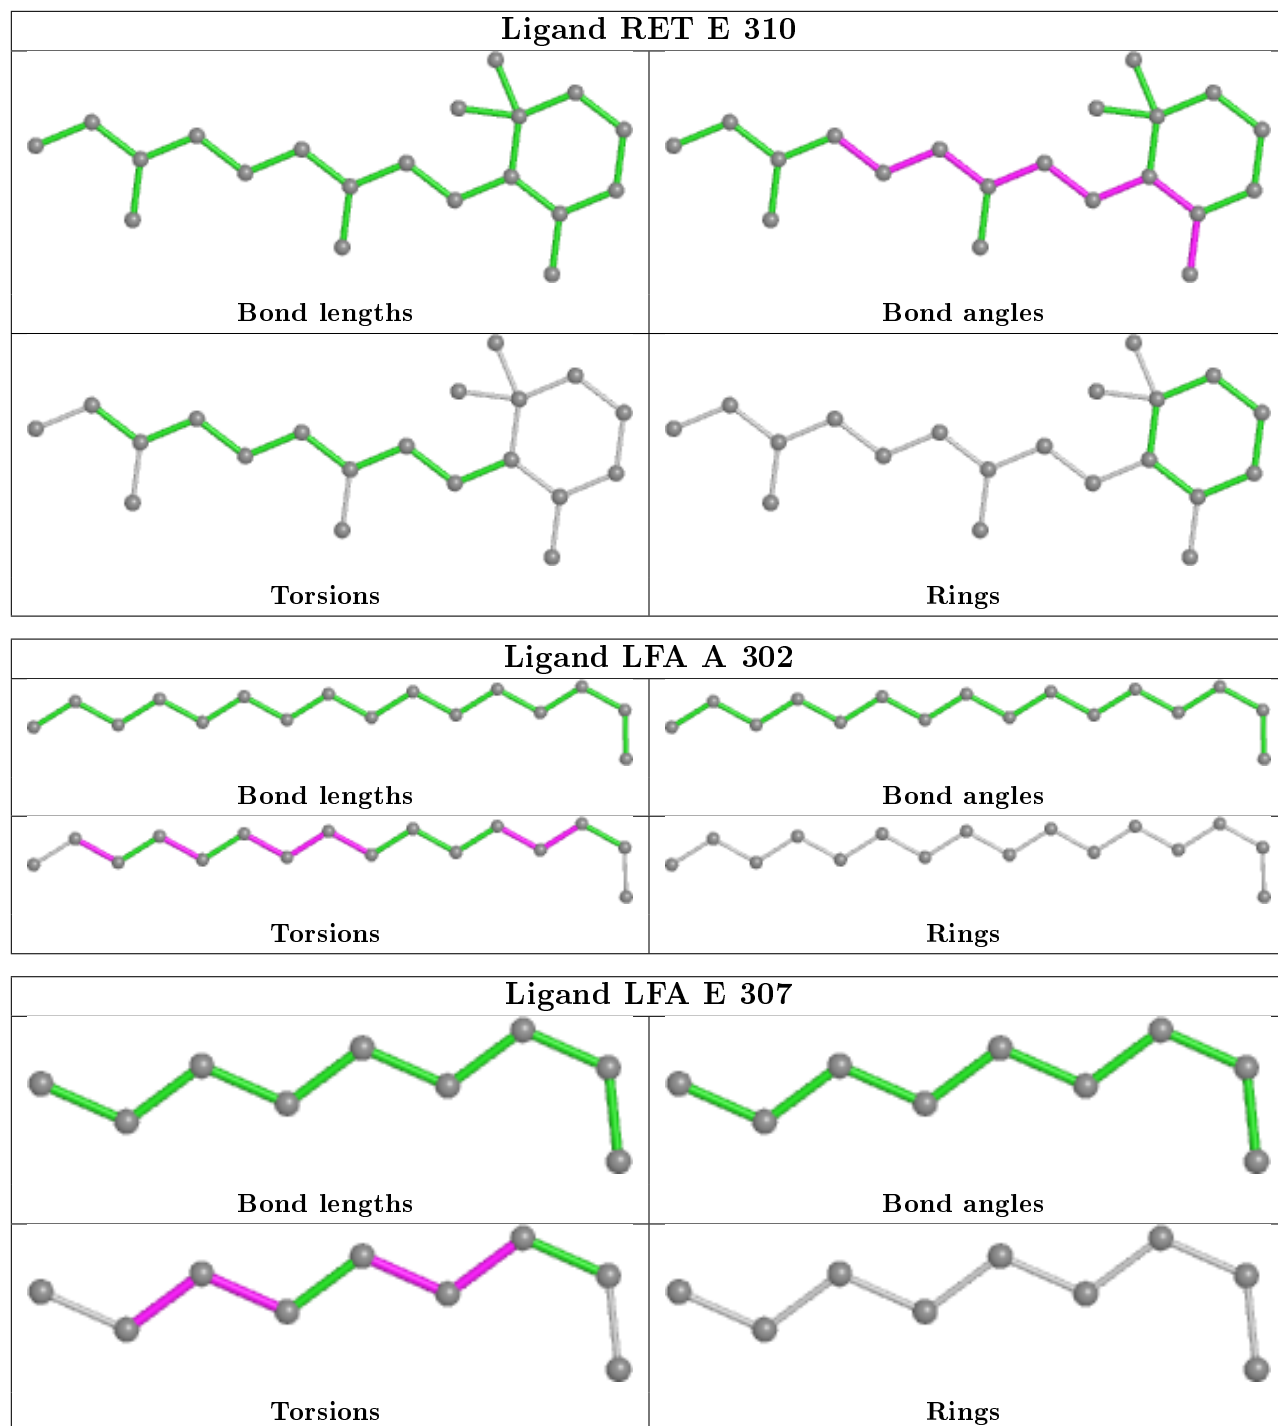 Ligand RET E 310
Bond lengths
Bond angles
Torsions
Rings
Ligand LFA A 302
Bond lengths
Bond angles
Torsions
Rings
Ligand LFA E 307
Bond lengths
Bond angles
Torsions
Rings